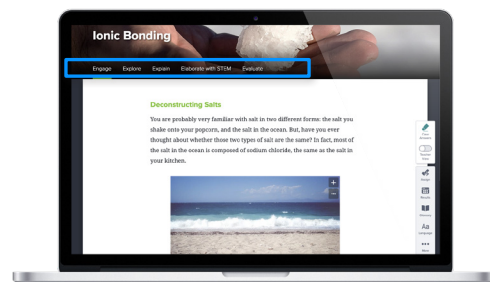 Ionic Bonding
Engage Explore Explain Elaborate with STEM Evaluate
Deconstructing Salts
You are probably very familiar with salt in two different forms: the salt you
shake onto your popcorn, and the salt in the ocean. But, have you ever
thought about whether those two types of salt are the same? In fact, most of
the salt in the ocean is composed of sodium chloride, the same as the salt in
your kitchen.
+
−
Aa
Language
More